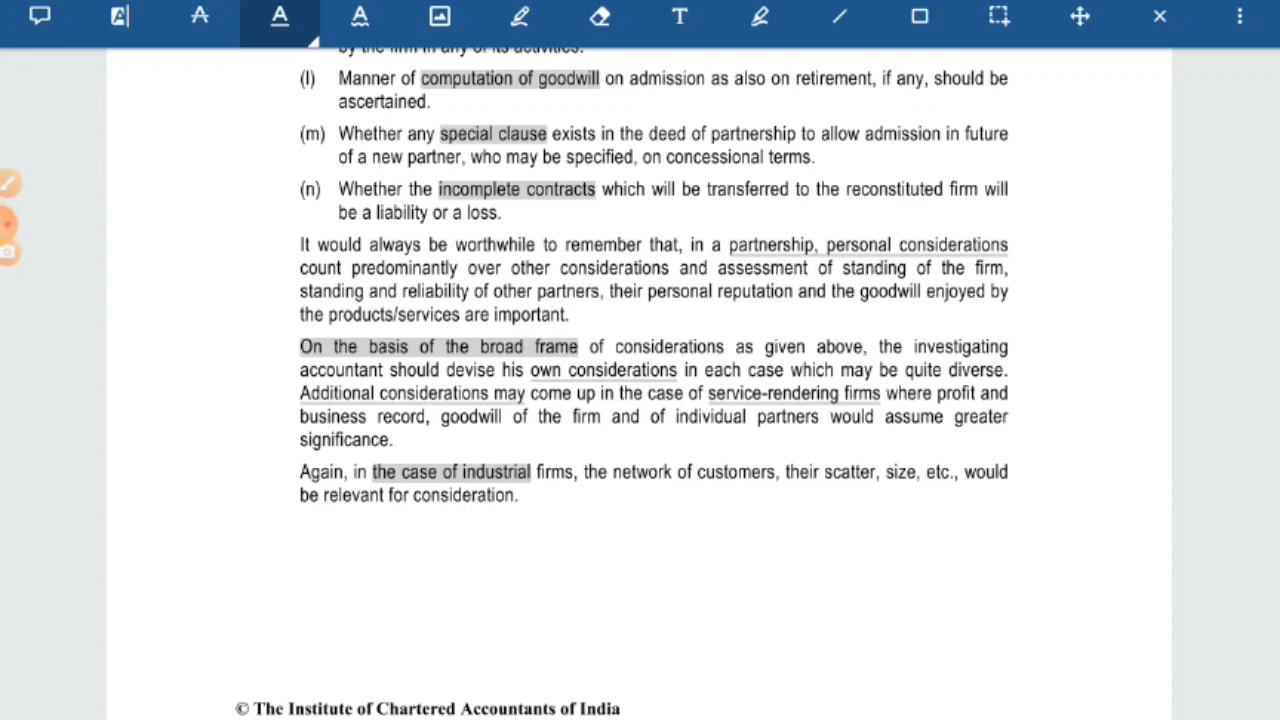 by the firm in any of its activities.
(l) Manner of computation of goodwill on admission as also on retirement, if any, should be
ascertained.
(m) Whether any special clause exists in the deed of partnership to allow admission in future
of a new partner, who may be specified, on concessional terms.
(n) Whether the incomplete contracts which will be transferred to the reconstituted firm will
be a liability or a loss.
It would always be worthwhile to remember that, in a partnership, personal considerations
count predominantly over other considerations and assessment of standing of the firm,
standing and reliability of other partners, their personal reputation and the goodwill enjoyed by
the products/services are important.
On the basis of the broad frame of considerations as given above, the investigating
accountant should devise his own considerations in each case which may be quite diverse.
Additional considerations may come up in the case of service-rendering firms where profit and
business record, goodwill of the firm and of individual partners would assume greater
significance.
Again, in the case of industrial firms, the network of customers, their scatter, size, etc., would
be relevant for consideration.
© The Institute of Chartered Accountants of India